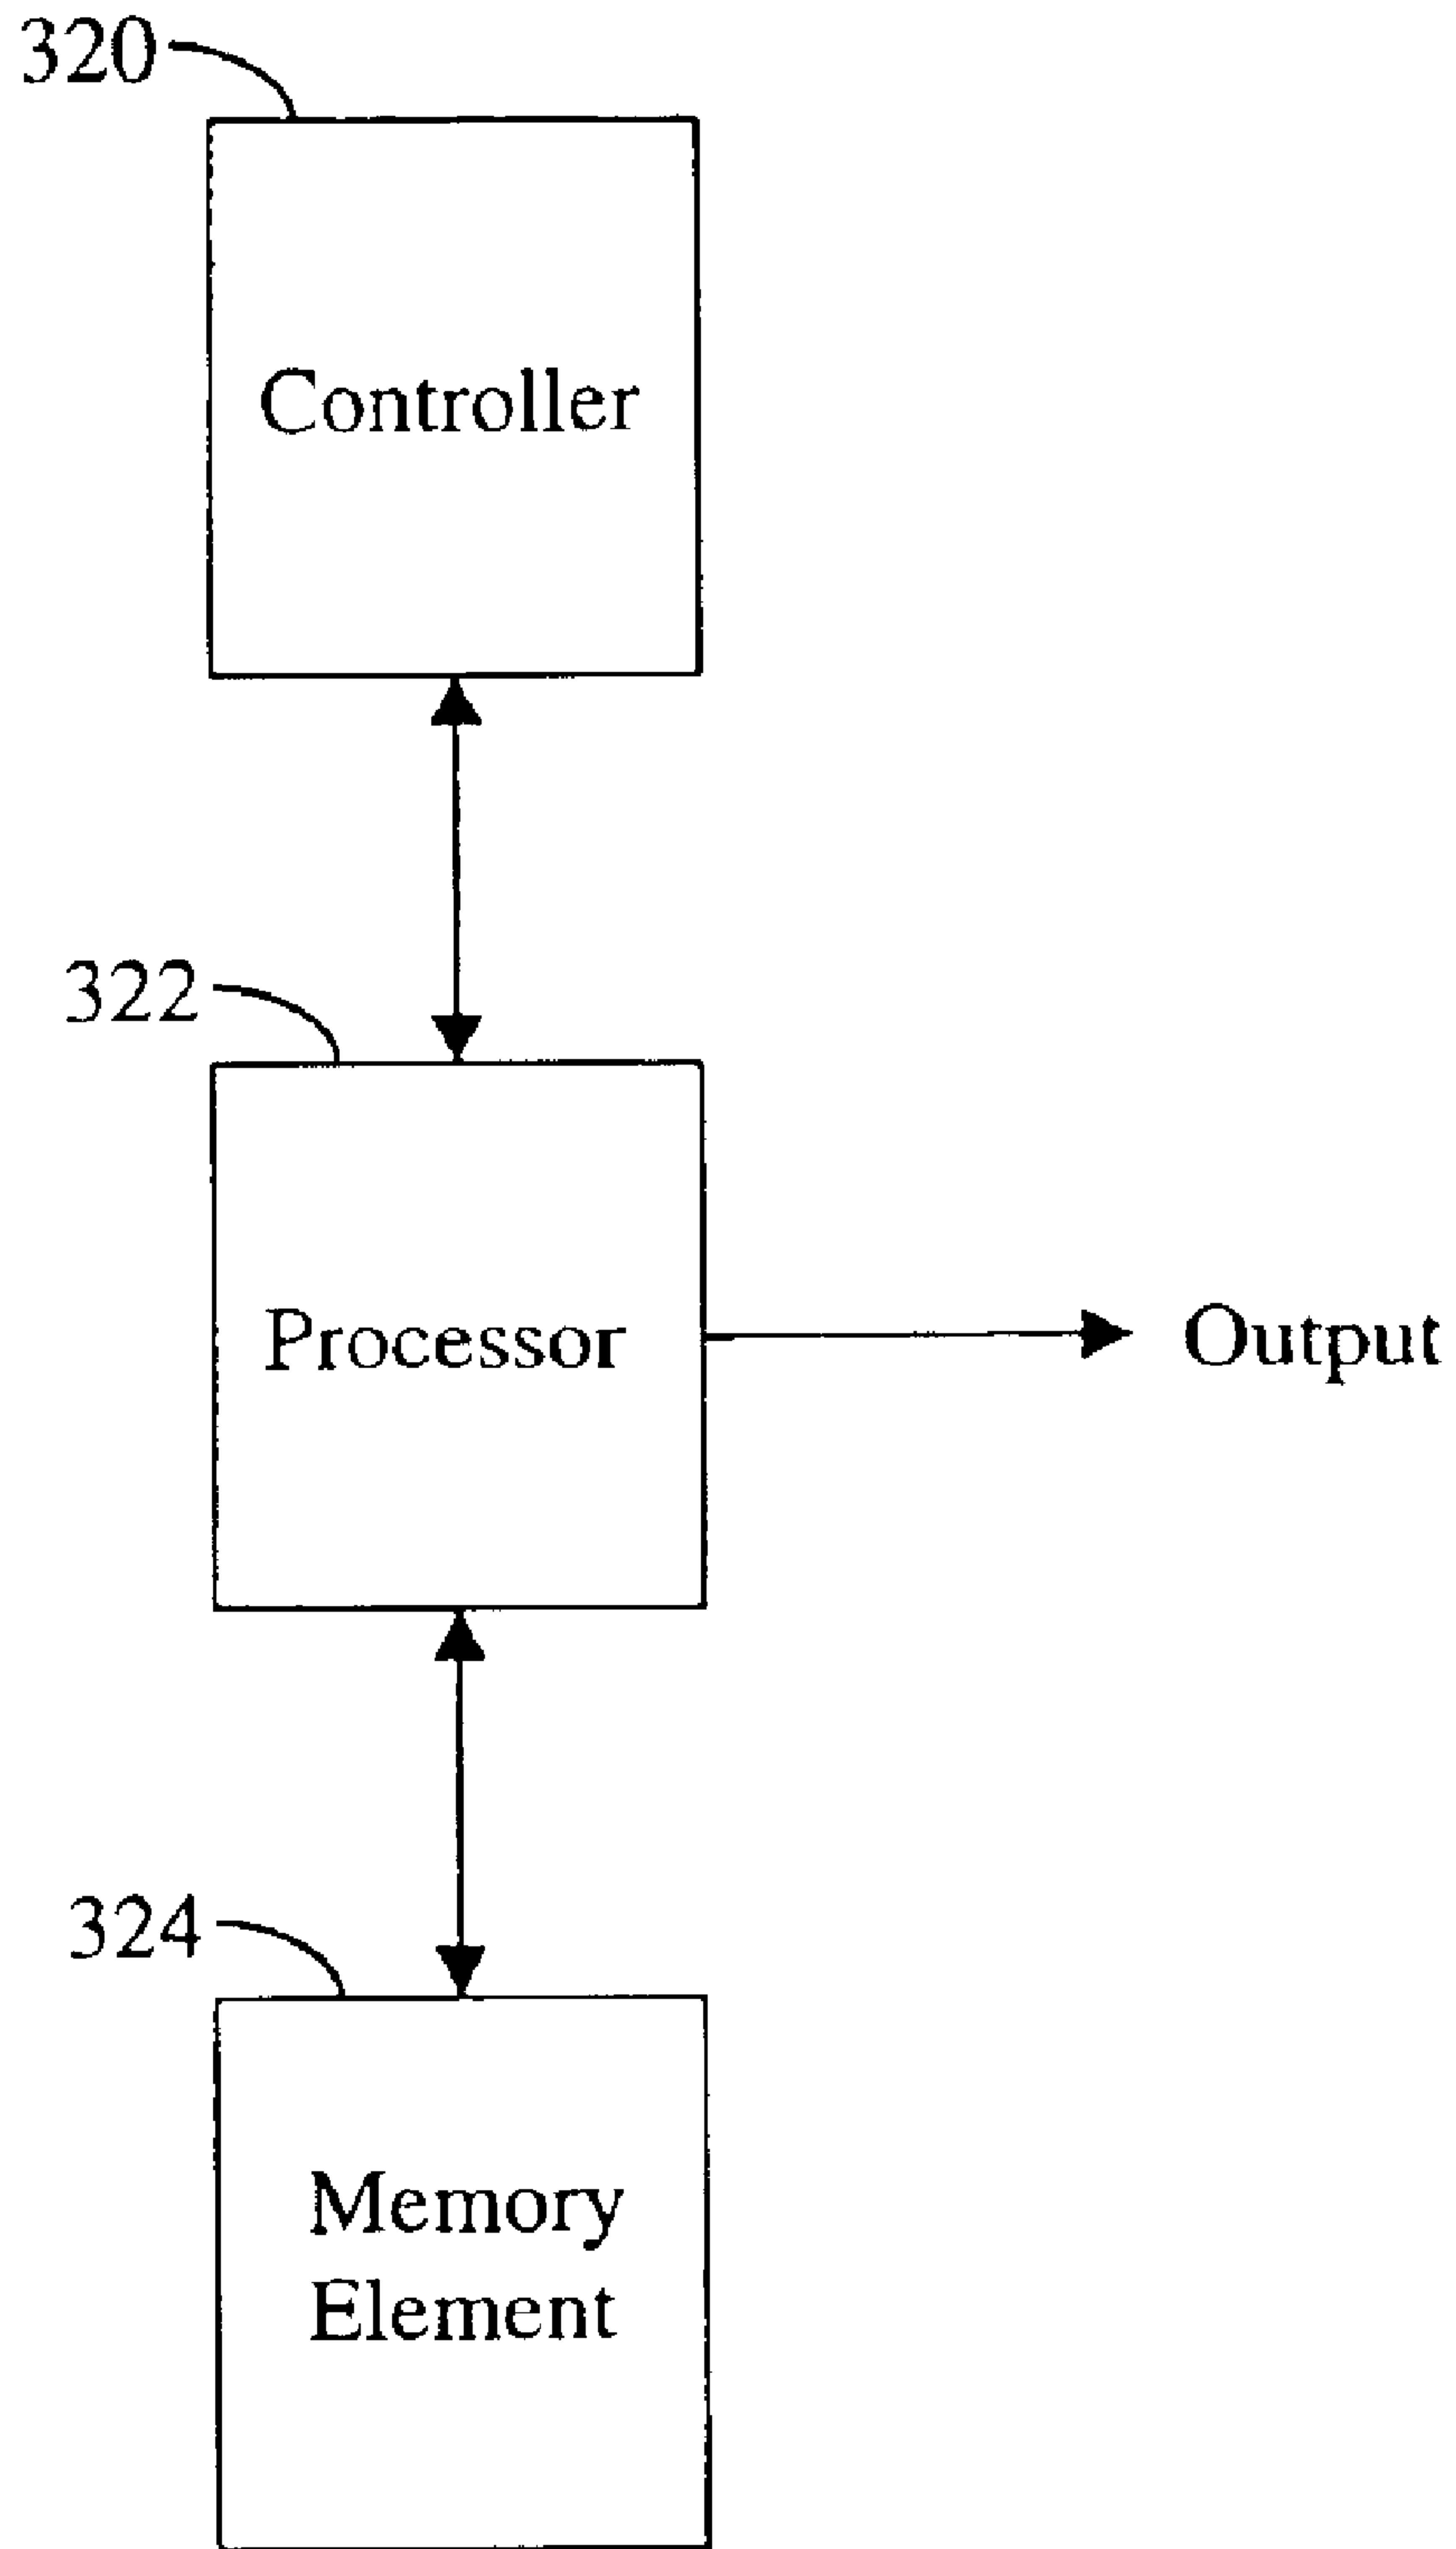 320
Controller
322
Processor
Output
324
Memory
Element